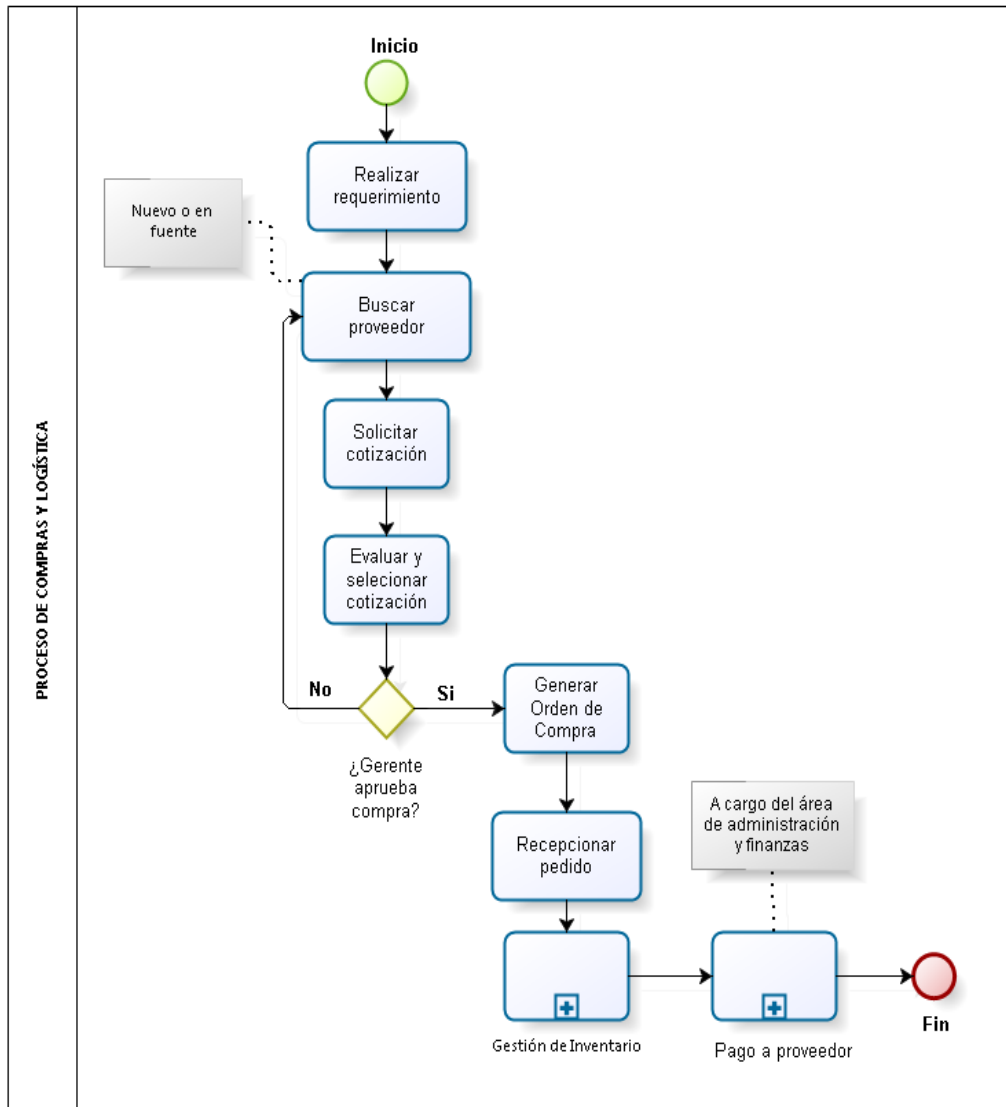 PROCESO DE COMPRAS Y LOGÍSTICA
Inicio
Realizar
requerimiento
Nuevo o en
fuente
Buscar
proveedor
Solicitar
cotización
Evaluar y
selecionar
cotización
No
Si
¿Gerente
aprueba
compra?
Generar
Orden de
Compra
Recepcionar
pedido
A cargo del área
de administración
y finanzas
Gestión de Inventario
Pago a proveedor
Fin